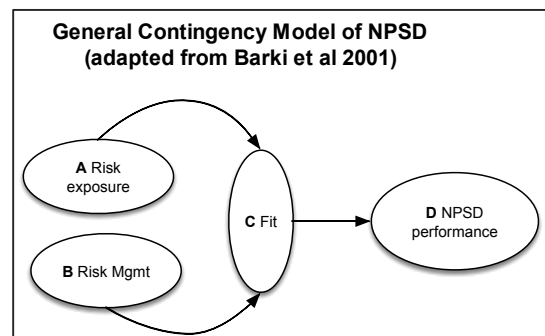 General Contingency Model of NPSD
(adapted from Barki et al 2001)
A Risk
exposure
B Risk Mgmt
C Fit
D NPSD
performance